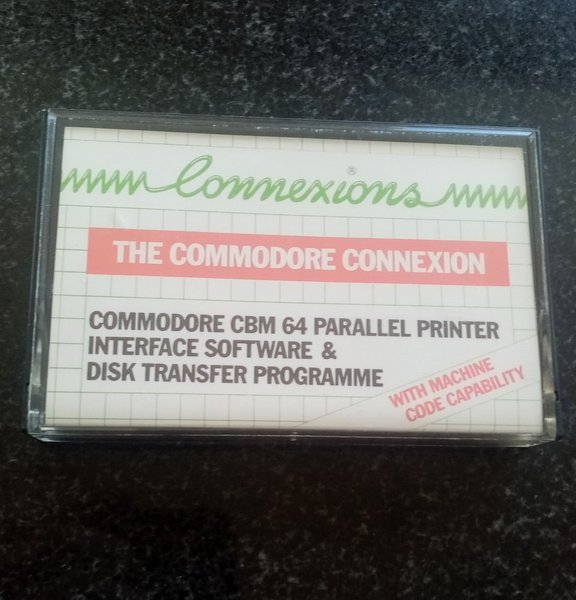 Connexions®
THE COMMODORE CONNEXION
COMMODORE CBM 64 PARALLEL PRINTER
INTERFACE SOFTWARE &
DISK TRANSFER PROGRAMME
WITH MACHINE
CODE CAPABILITY